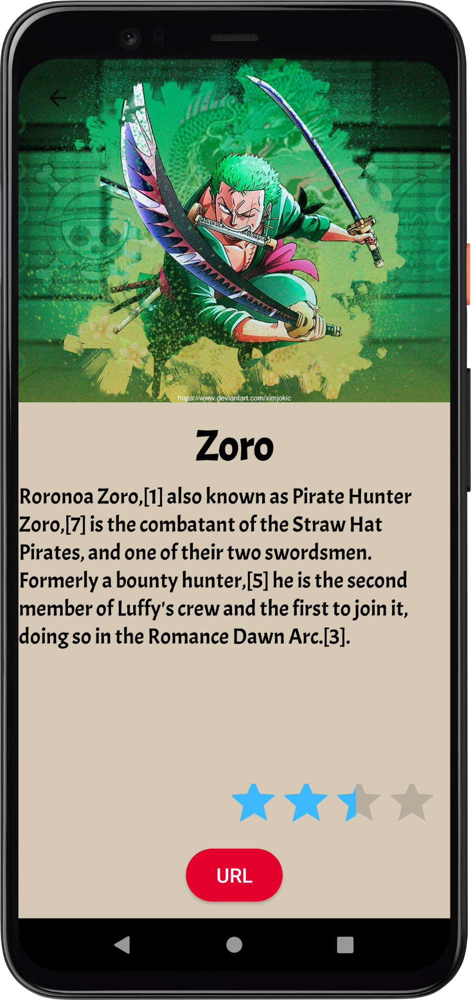 https://www.deviantart.com/ximjokic
Zoro
Roronoa Zoro,[1] also known as Pirate Hunter
Zoro,[7] is the combatant of the Straw Hat
Pirates, and one of their two swordsmen.
Formerly a bounty hunter,[5] he is the second
member of Luffy's crew and the first to join it,
doing so in the Romance Dawn Arc.[3].
URL